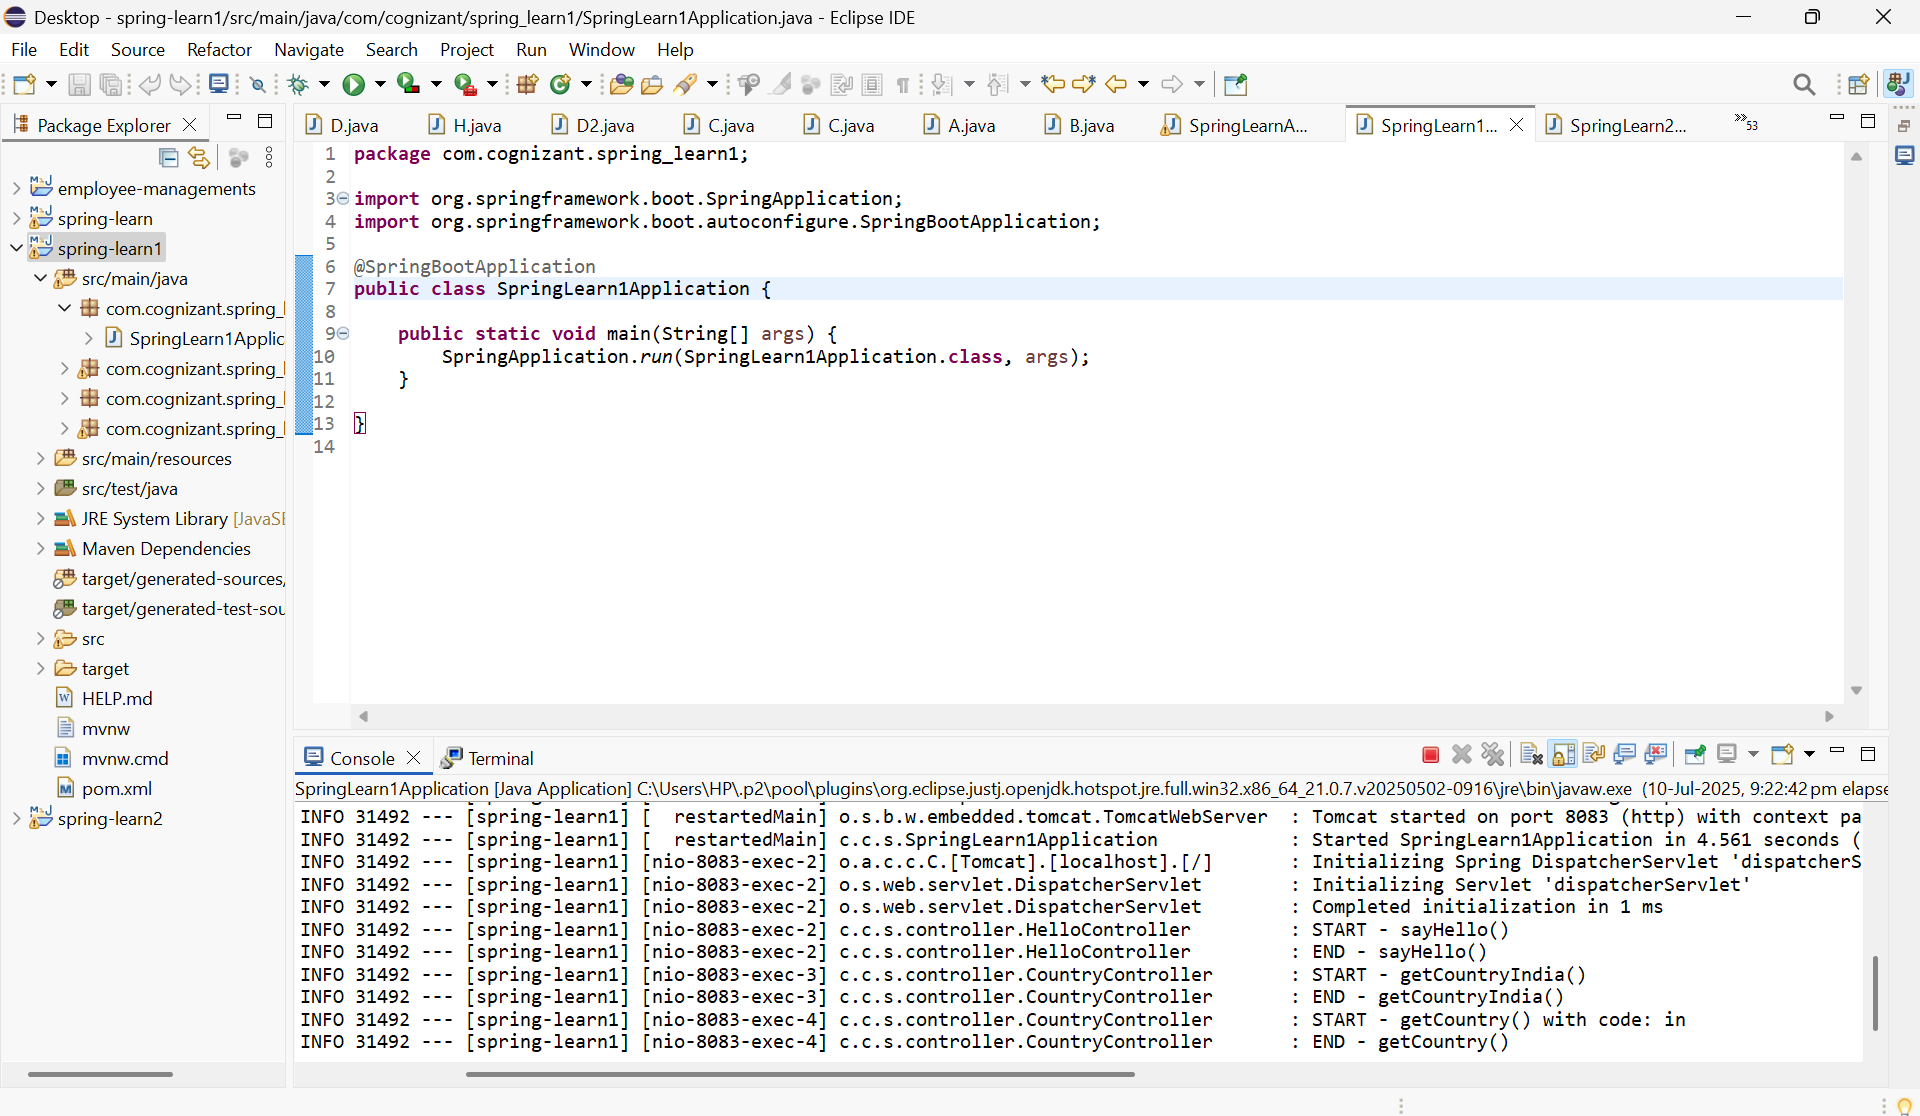 Desktop - spring-learn1/src/main/java/com/cognizant/spring_learn1/SpringLearn1Application.java - Eclipse IDE
File Edit Source Refactor Navigate Search Project Run Window Help
Package Explorer
D.java H.java D2.java C.java C.java A.java B.java SpringLearnA... SpringLearn1... SpringLearn2... »53
employee-managements
spring-learn
spring-learn1
src/main/java
com.cognizant.spring_l
SpringLearn1Applic
com.cognizant.spring_l
com.cognizant.spring_l
com.cognizant.spring_l
src/main/resources
src/test/java
JRE System Library [JavaSE
Maven Dependencies
target/generated-sources/
target/generated-test-sou
src
target
HELP.md
mvnw
mvnw.cmd
pom.xml
spring-learn2
1 package com.cognizant.spring_learn1;
2
3 import org.springframework.boot.SpringApplication;
4 import org.springframework.boot.autoconfigure.SpringBootApplication;
5
6 @SpringBootApplication
7 public class SpringLearn1Application {
8
9 public static void main(String[] args) {
10 SpringApplication.run(SpringLearn1Application.class, args);
11 }
12
13 }
14
Console Terminal
SpringLearn1Application [Java Application] C:\Users\HP\.p2\pool\plugins\org.eclipse.justj.openjdk.hotspot.jre.full.win32.x86_64_21.0.7.v20250502-0916\jre\bin\javaw.exe (10-Jul-2025, 9:22:42 pm elapse
INFO 31492 --- [spring-learn1] [ restartedMain] o.s.b.w.embedded.tomcat.TomcatWebServer : Tomcat started on port 8083 (http) with context pa
INFO 31492 --- [spring-learn1] [ restartedMain] c.c.s.SpringLearn1Application : Started SpringLearn1Application in 4.561 seconds (
INFO 31492 --- [spring-learn1] [nio-8083-exec-2] o.a.c.c.C.[Tomcat].[localhost].[/] : Initializing Spring DispatcherServlet 'dispatcherS
INFO 31492 --- [spring-learn1] [nio-8083-exec-2] o.s.web.servlet.DispatcherServlet : Initializing Servlet 'dispatcherServlet'
INFO 31492 --- [spring-learn1] [nio-8083-exec-2] o.s.web.servlet.DispatcherServlet : Completed initialization in 1 ms
INFO 31492 --- [spring-learn1] [nio-8083-exec-2] c.c.s.controller.HelloController : START - sayHello()
INFO 31492 --- [spring-learn1] [nio-8083-exec-2] c.c.s.controller.HelloController : END - sayHello()
INFO 31492 --- [spring-learn1] [nio-8083-exec-3] c.c.s.controller.CountryController : START - getCountryIndia()
INFO 31492 --- [spring-learn1] [nio-8083-exec-3] c.c.s.controller.CountryController : END - getCountryIndia()
INFO 31492 --- [spring-learn1] [nio-8083-exec-4] c.c.s.controller.CountryController : START - getCountry() with code: in
INFO 31492 --- [spring-learn1] [nio-8083-exec-4] c.c.s.controller.CountryController : END - getCountry()